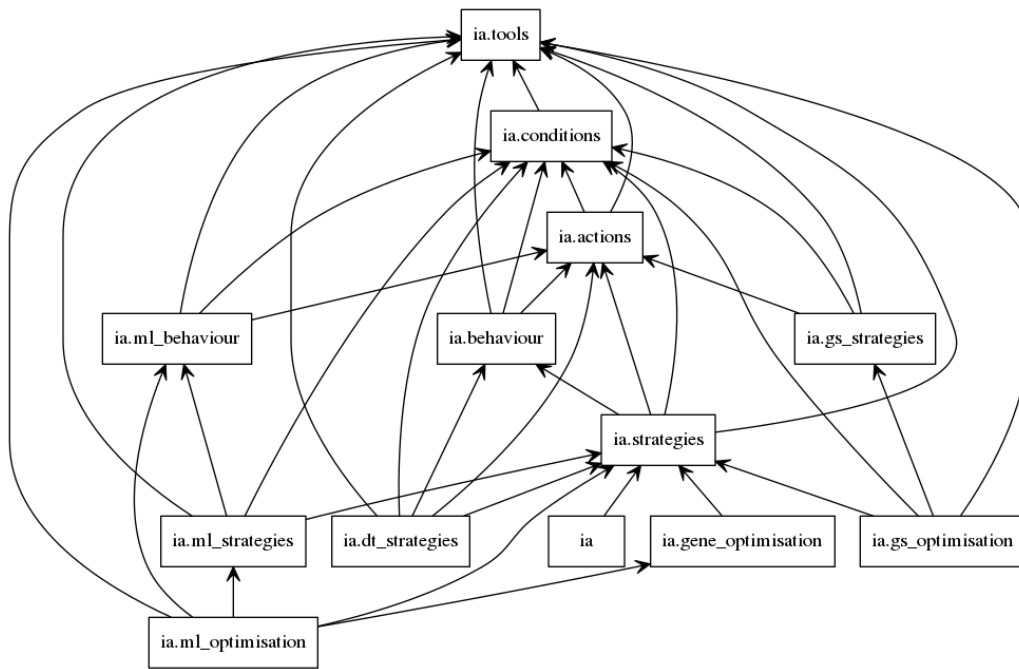 ia.tools
ia.conditions
ia.actions
ia.ml_behaviour
ia.behaviour
ia.gs_strategies
ia.strategies
ia.ml_strategies
ia.dt_strategies
ia
ia.gene_optimisation
ia.gs_optimisation
ia.ml_optimisation